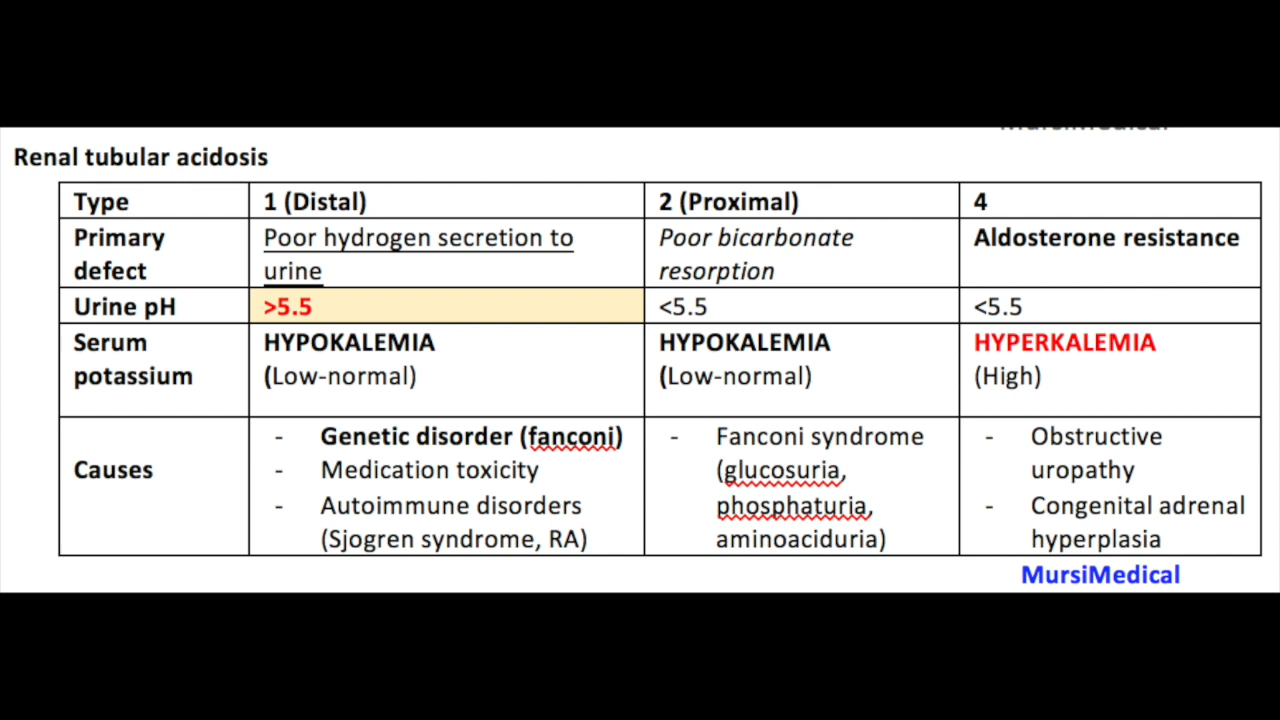 Renal tubular acidosis
Type
1 (Distal)
2 (Proximal)
4
Primary
defect
Poor hydrogen secretion to
urine
Poor bicarbonate
resorption
Aldosterone resistance
Urine pH
>5.5
<5.5
<5.5
Serum
potassium
HYPOKALEMIA
(Low-normal)
HYPOKALEMIA
(Low-normal)
HYPERKALEMIA
(High)
Causes
- Genetic disorder (fanconi)
- Medication toxicity
- Autoimmune disorders
(Sjogren syndrome, RA)
- Fanconi syndrome
(glucosuria,
phosphaturia,
aminoaciduria)
- Obstructive
uropathy
- Congenital adrenal
hyperplasia
MursiMedical